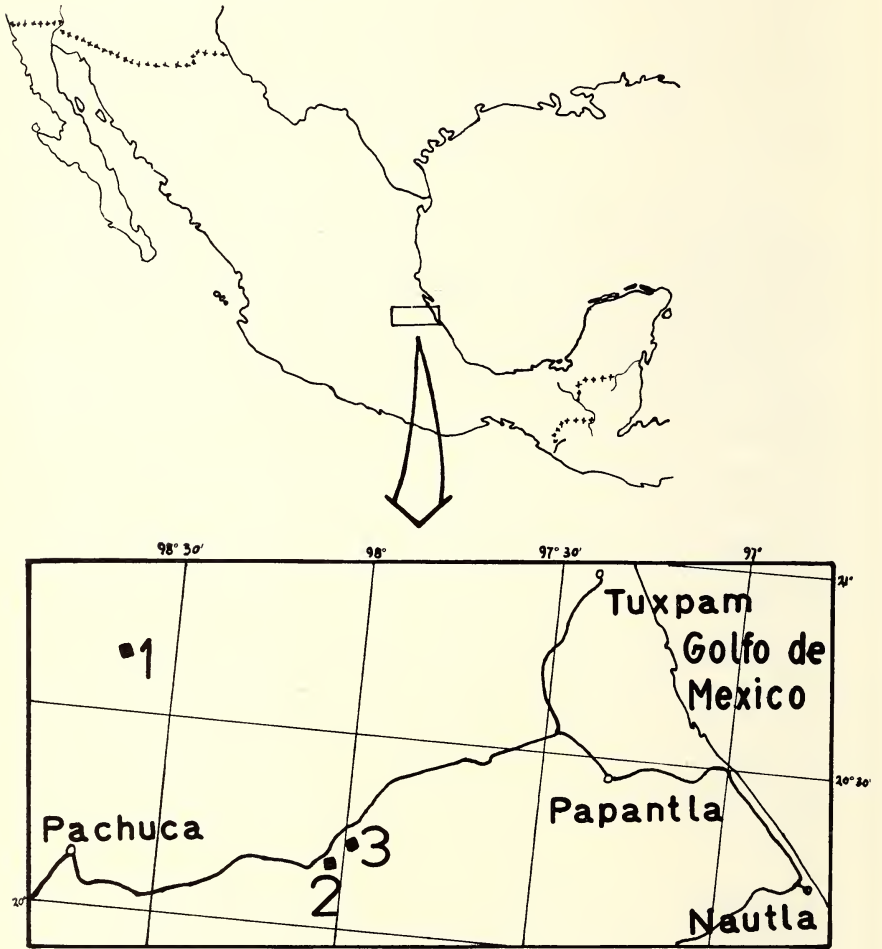 98° 30'
98°
97° 30'
97°
21°
Tuxpam
Golfo de
Mexico
1
20° 30'
Papantla
Pachuca
3
2
20°
Nautla